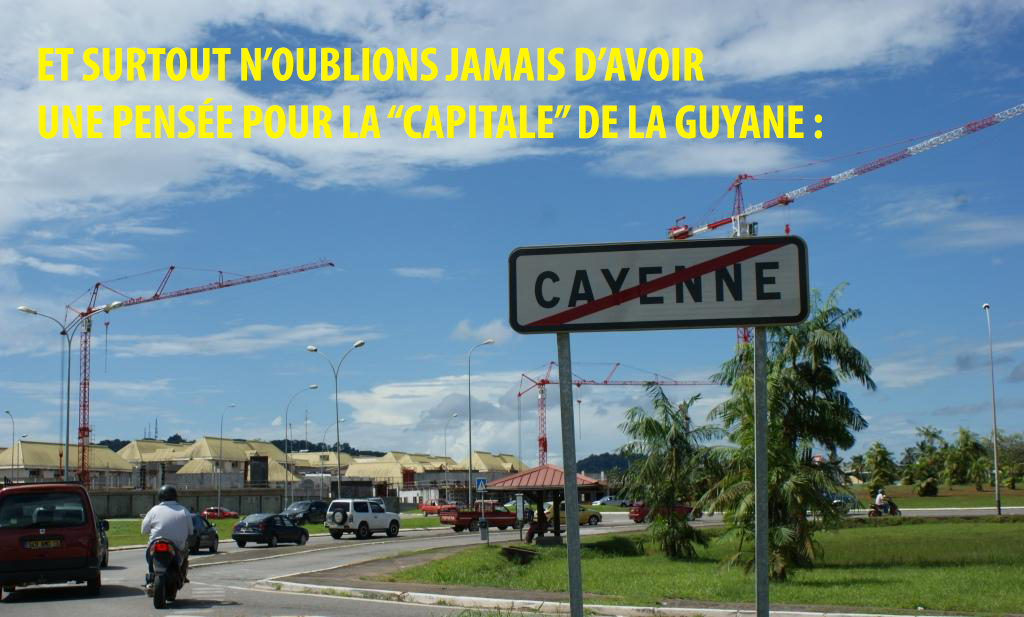 ET SURTOUT N’OUBLIONS JAMAIS D’AVOIR
UNE PENSÉE POUR LA “CAPITALE” DE LA GUYANE :
CAYENNE